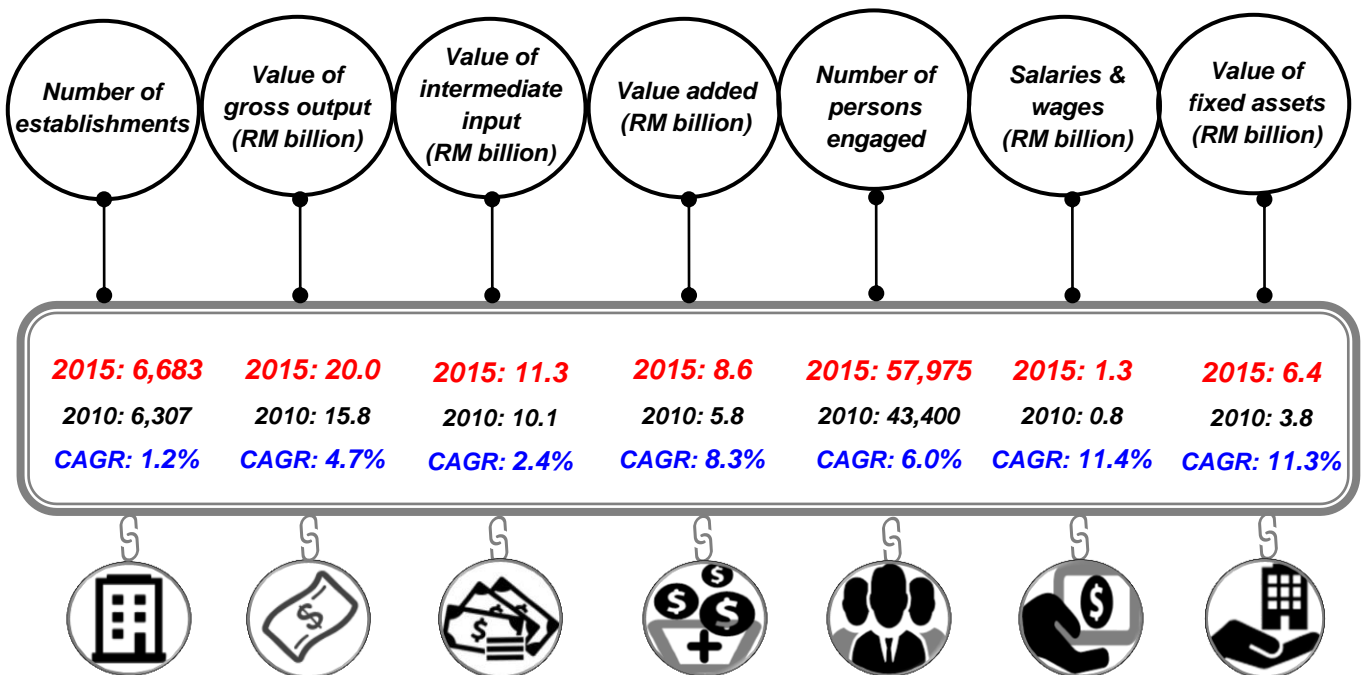 Number of
establishments
Value of
gross output
(RM billion)
Value of
intermediate
input
(RM billion)
Value added
(RM billion)
Number of
persons
engaged
Salaries &
wages
(RM billion)
Value of
fixed assets
(RM billion)
2015: 6,683
2010: 6,307
CAGR: 1.2%
2015: 20.0
2010: 15.8
CAGR: 4.7%
2015: 11.3
2010: 10.1
CAGR: 2.4%
2015: 8.6
2010: 5.8
CAGR: 8.3%
2015: 57,975
2010: 43,400
CAGR: 6.0%
2015: 1.3
2010: 0.8
CAGR: 11.4%
2015: 6.4
2010: 3.8
CAGR: 11.3%